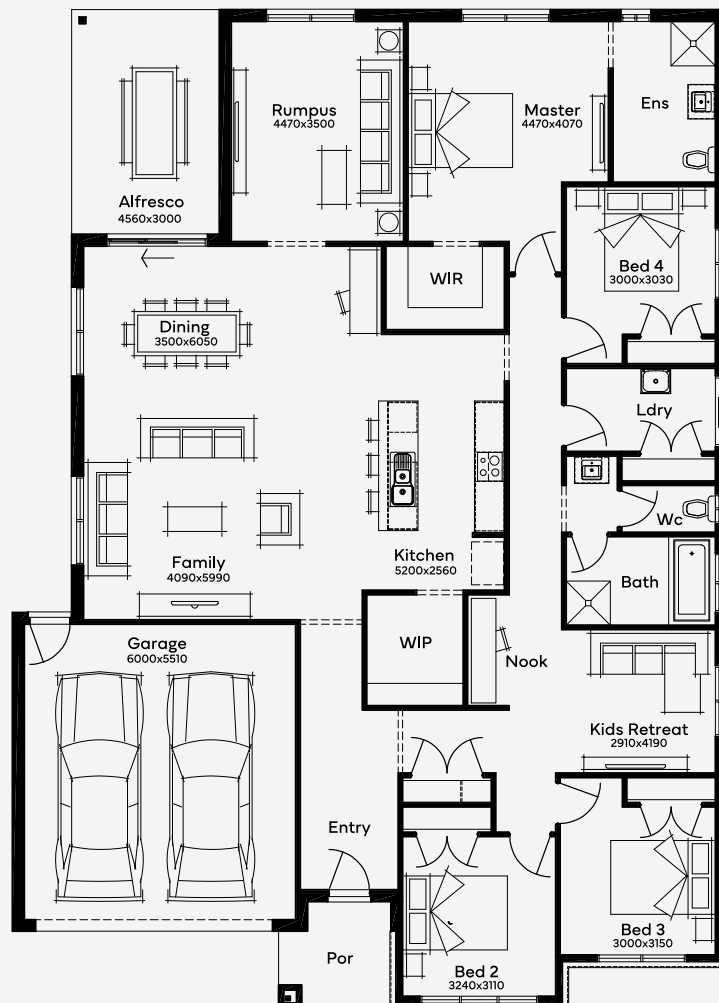 Rumpus
4470x3500
Master
4470x4070
Ens
Alfresco
4560x3000
WIR
Bed 4
3000x3030
Dining
3500x6050
Ldry
Wc
Family
4090x5990
Kitchen
5200x2560
Bath
Garage
6000x5510
WIP
Nook
Kids Retreat
2910x4190
Entry
Bed 3
3000x3150
Por
Bed 2
3240x3110